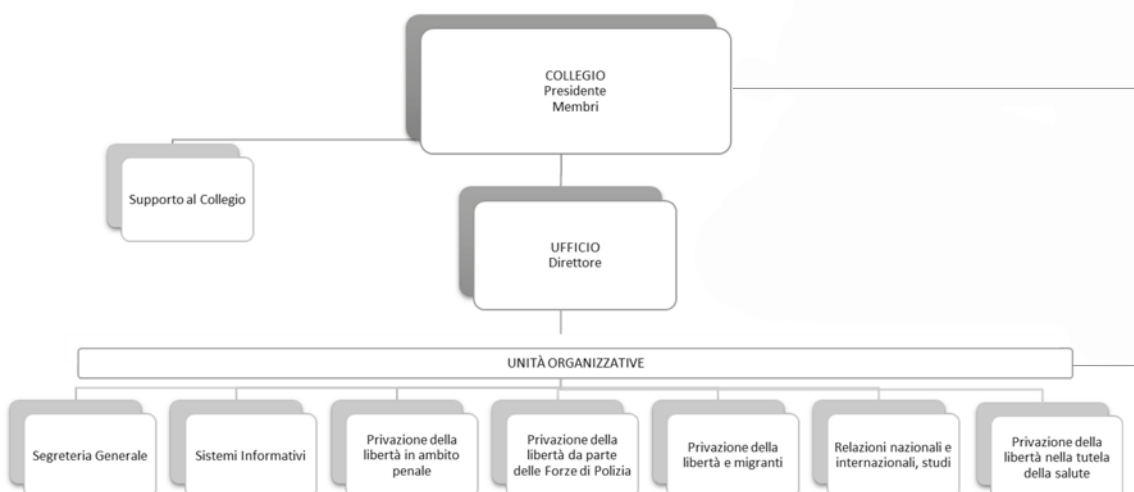 COLLEGIO
Presidente
Membri
Supporto al Collegio
UFFICIO
Direttore
UNITÀ ORGANIZZATIVE
Segreteria Generale
Sistemi Informativi
Privazione della
libertà in ambito
penale
Privazione della
libertà da parte
delle Forze di Polizia
Privazione della
libertà e migranti
Relazioni nazionali e
internazionali, studi
Privazione della
libertà nella tutela
della salute